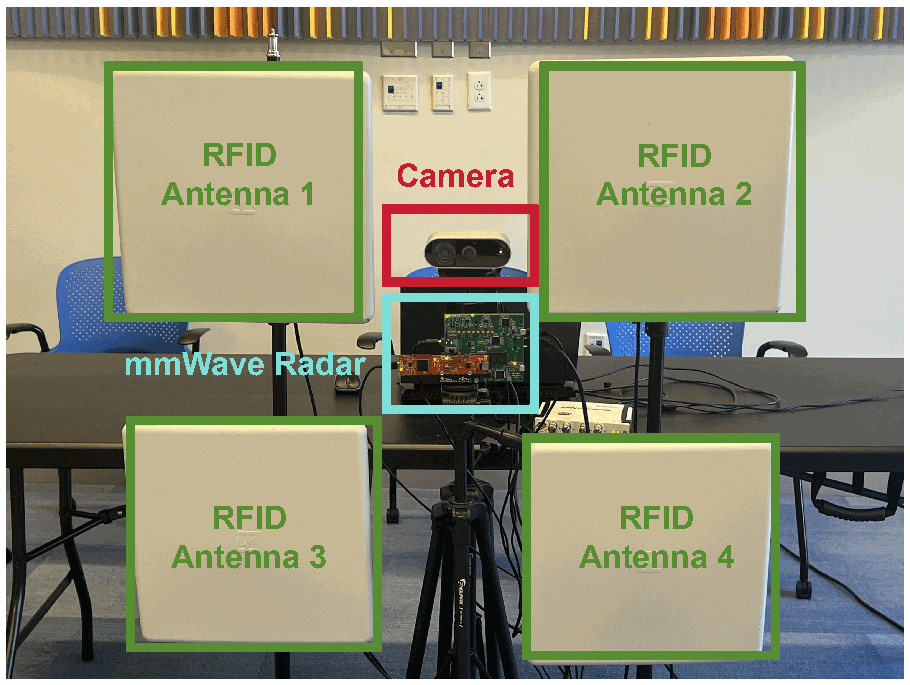 RFID
Antenna 1
RFID
Antenna 2
Camera
mmWave Radar
RFID
Antenna 3
RFID
Antenna 4